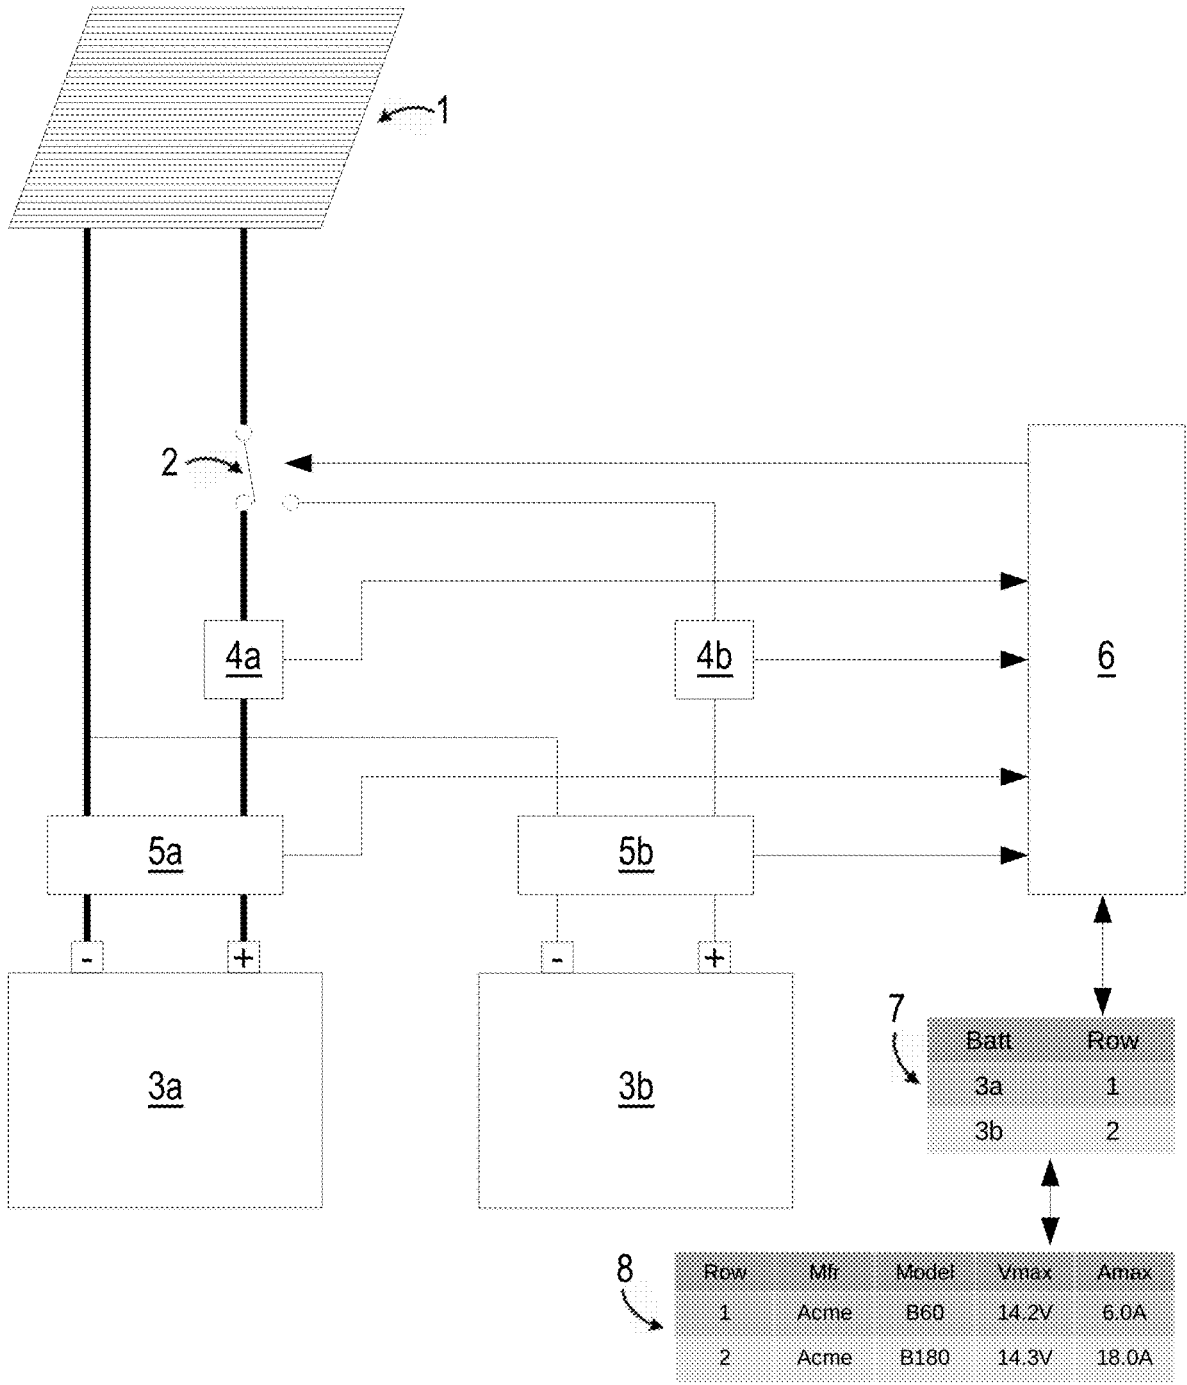 1
2
4a
4b
6
5a
5b
- +
- +
3a
3b
7
Batt Row
3a 1
3b 2
8
Row Mfr Model Vmax Amax
1 Acme B60 14.2V 6.0A
2 Acme B180 14.3V 18.0A